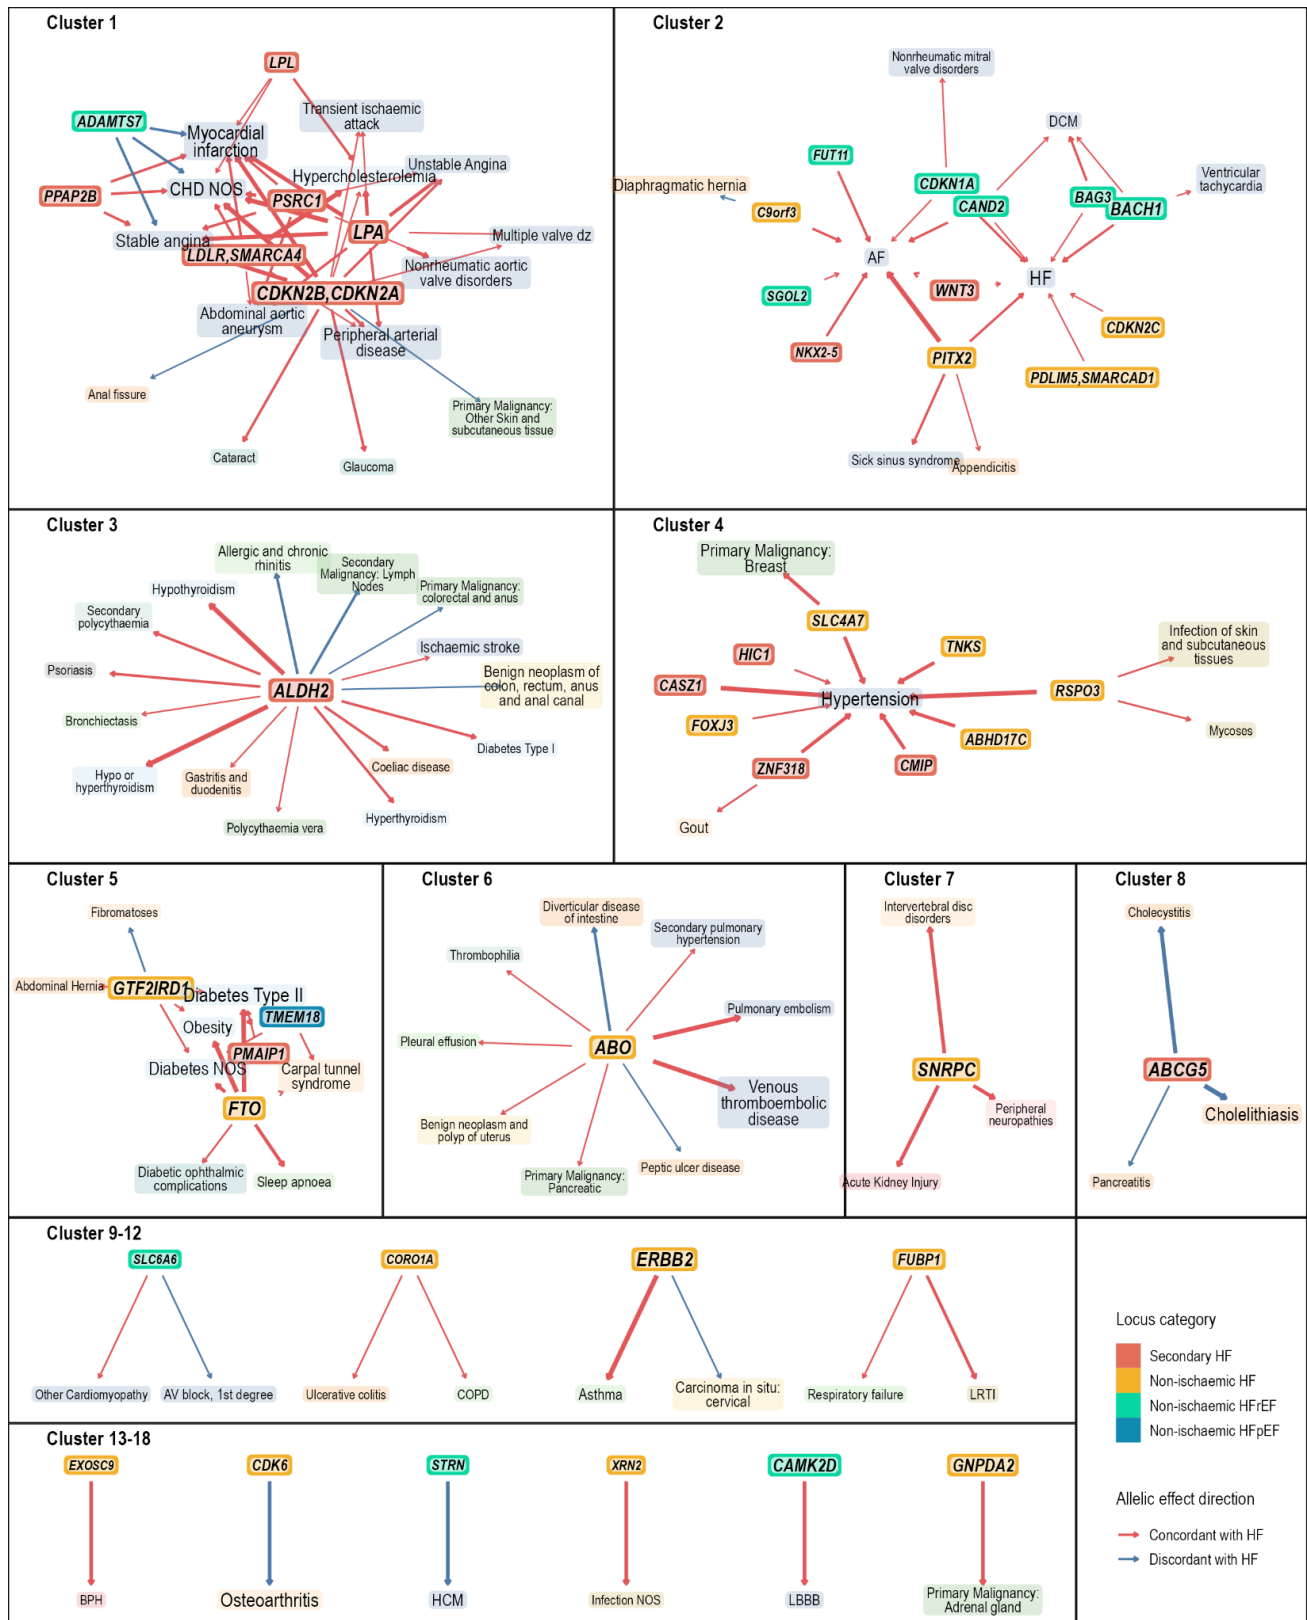 Cluster 1
LPL
ADAMTS7
Transient ischaemic
attack
Myocardial
infarction
Unstable Angina
Hypercholesterolemia
CHD NOS
PPAP2B
PSRC1
LPA
Stable angina
Multiple valve dz
LDLR,SMARCA4
Nonrheumatic aortic
valve disorders
CDKN2B,CDKN2A
Abdominal aortic
aneurysm
Peripheral arterial
disease
Anal fissure
Primary Malignancy:
Other Skin and
subcutaneous tissue
Cataract
Glaucoma
Cluster 2
Nonrheumatic mitral
valve disorders
DCM
FUT11
Ventricular
tachycardia
Diaphragmatic hernia
CDKN1A
BAG3
CAND2
BACH1
C9orf3
AF
HF
SGOL2
WNT3
CDKN2C
NKX2-5
PITX2
PDLIM5,SMARCAD1
Sick sinus syndrome
Appendicitis
Cluster 3
Allergic and chronic
rhinitis
Secondary
Malignancy: Lymph
Nodes
Hypothyroidism
Primary Malignancy:
colorectal and anus
Secondary
polycythaemia
Ischaemic stroke
Psoriasis
ALDH2
Benign neoplasm of
colon, rectum, anus
and anal canal
Bronchiectasis
Diabetes Type I
Coeliac disease
Hypo or
hyperthyroidism
Gastritis and
duodenitis
Hyperthyroidism
Polycythaemia vera
Cluster 4
Primary Malignancy:
Breast
SLC4A7
TNKS
Infection of skin
and subcutaneous
tissues
HIC1
CASZ1
Hypertension
RSPO3
FOXJ3
ABHD17C
Mycoses
ZNF318
CMIP
Gout
Cluster 5
Fibromatoses
Abdominal Hernia
GTF2IRD1
Diabetes Type II
TMEM18
Obesity
PMAIP1
Diabetes NOS
Carpal tunnel
syndrome
FTO
Diabetic ophthalmic
complications
Sleep apnoea
Cluster 6
Diverticular disease
of intestine
Secondary pulmonary
hypertension
Thrombophilia
Pulmonary embolism
Pleural effusion
ABO
Venous
thromboembolic
disease
Benign neoplasm and
polyp of uterus
Primary Malignancy:
Pancreatic
Peptic ulcer disease
Cluster 7
Intervertebral disc
disorders
SNRPC
Peripheral
neuropathies
Acute Kidney Injury
Cluster 8
Cholecystitis
ABCG5
Cholelithiasis
Pancreatitis
Cluster 9-12
SLC6A6
CORO1A
ERBB2
FUBP1
Other Cardiomyopathy
AV block, 1st degree
Ulcerative colitis
COPD
Asthma
Carcinoma in situ:
cervical
Respiratory failure
LRTI
Cluster 13-18
EXOSC9
CDK6
STRN
XRN2
CAMK2D
GNPDA2
BPH
Osteoarthritis
HCM
Infection NOS
LBBB
Primary Malignancy:
Adrenal gland
Locus category
Secondary HF
Non-ischaemic HF
Non-ischaemic HFrEF
Non-ischaemic HFpEF
Allelic effect direction
Concordant with HF
Discordant with HF